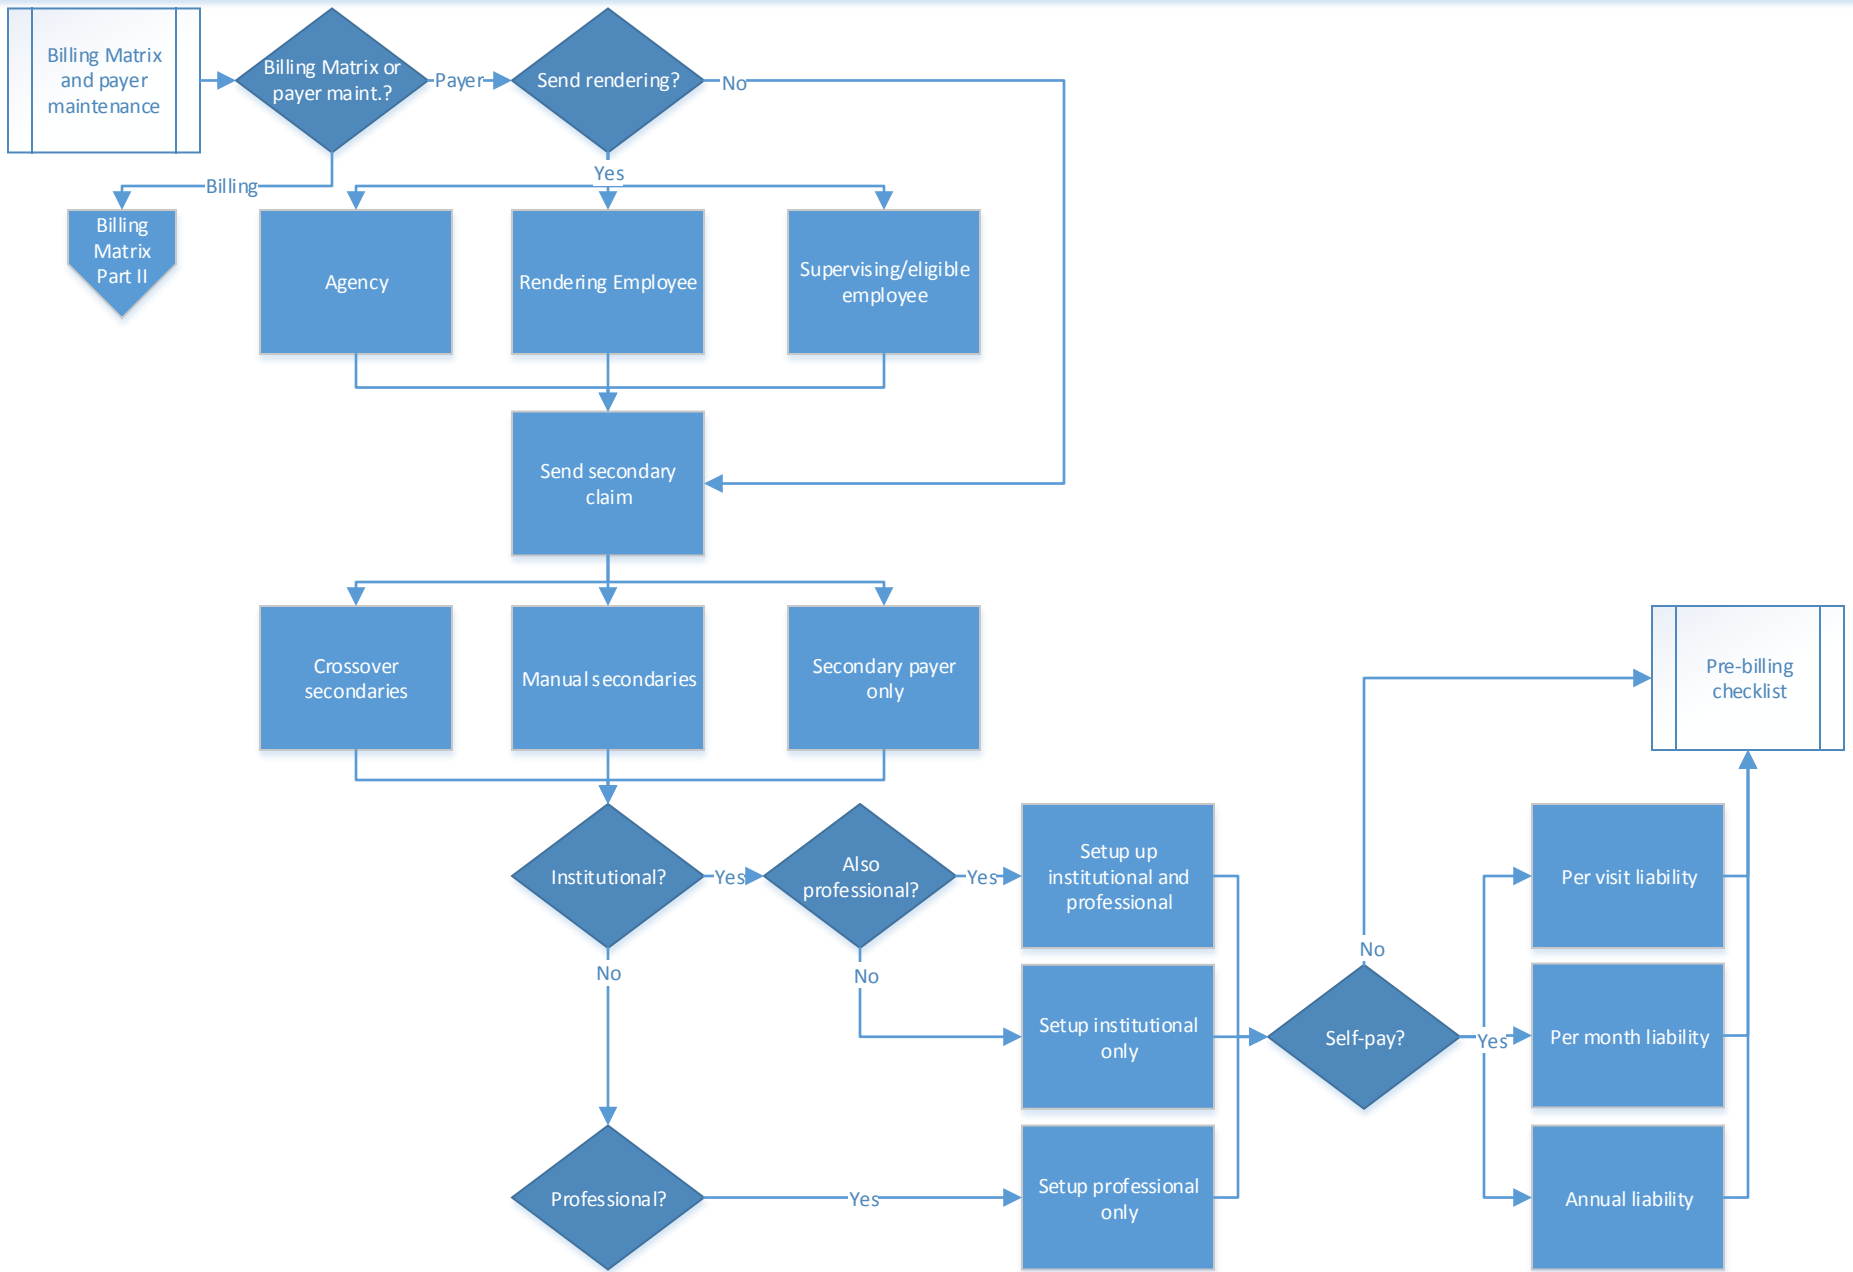 Billing Matrix
and payer
maintenance
Billing Matrix or
payer maint.?
Payer
Send rendering?
No
Billing
Yes
Billing
Matrix
Part II
Agency
Rendering Employee
Supervising/eligible
employee
Send secondary
claim
Crossover
secondaries
Manual secondaries
Secondary payer
only
Pre-billing
checklist
Institutional?
Yes
Also
professional?
Yes
Setup up
institutional and
professional
Per visit liability
No
No
No
Setup institutional
only
Self-pay?
Yes
Per month liability
Professional?
Yes
Setup professional
only
Annual liability